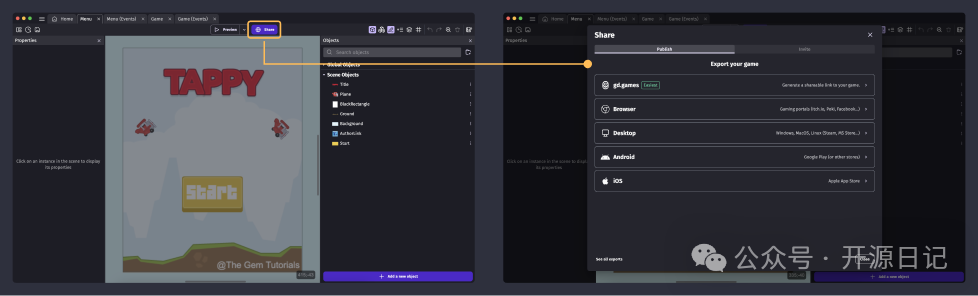 Home
Menu
Menu (Events)
Game
Game (Events)
Preview
Share
Properties
Click on an instance in the scene to display
its properties
TAPPY
Start
@The Gem Tutorials
Objects
Search objects
Global Objects
Scene Objects
Title
Plane
BlackRectangle
Ground
Background
AuthorLink
Start
Add a new object
Home
Menu
Menu (Events)
Game
Game (Events)
Properties
Click on an instance in the scene to display
its properties
Share
Publish
Invite
Export your game
gd.games
Easiest
Generate a shareable link to your game.
Browser
Gaming portals (Itch.io, Poki, Facebook...)
Desktop
Windows, MacOS, Linux (Steam, MS Store...)
Android
Google Play (or other stores)
iOS
Apple App Store
See all exports
Add a new object
公众号 · 开源日记